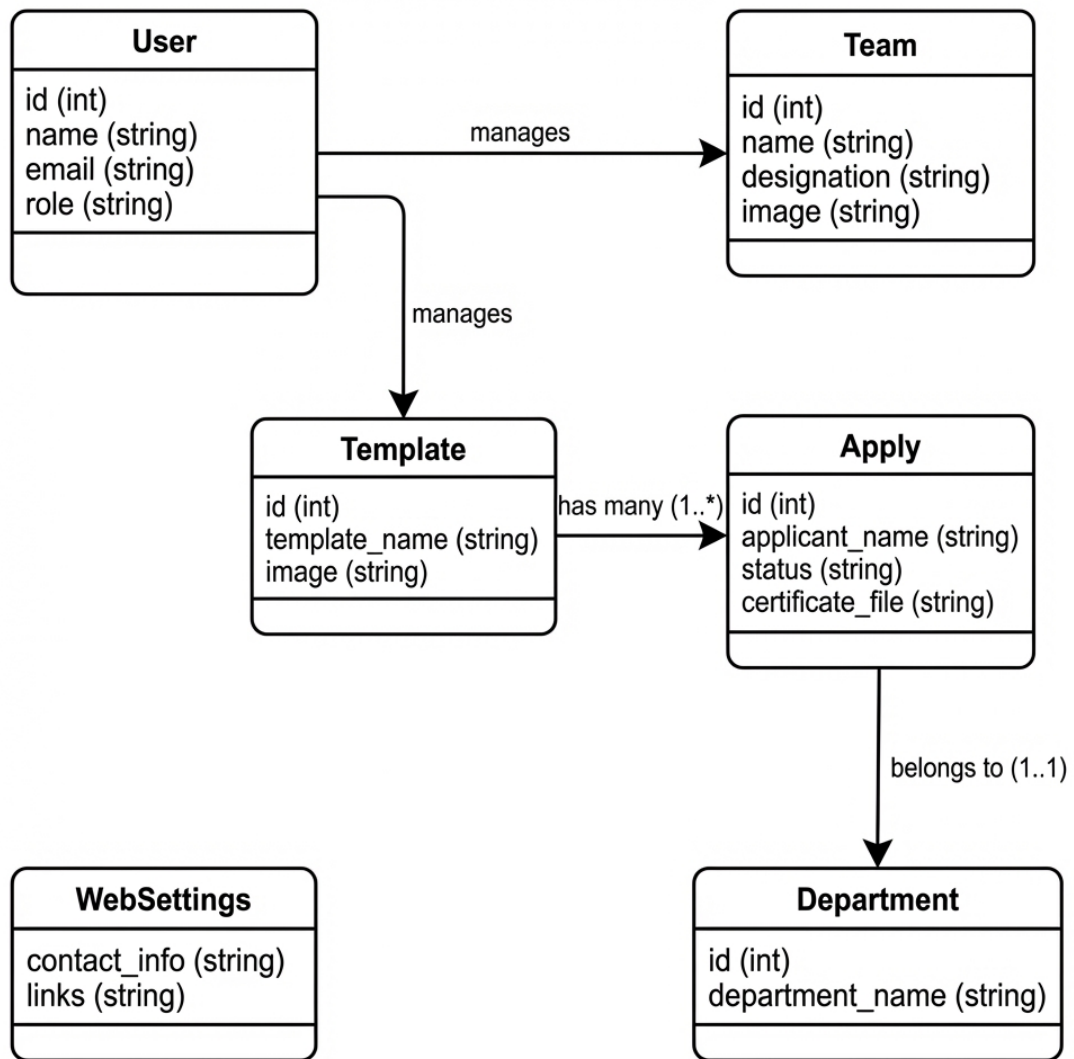 User
id (int)
name (string)
email (string)
role (string)
manages
Team
id (int)
name (string)
designation (string)
image (string)
manages
Template
id (int)
template_name (string)
image (string)
has many (1..*)
Apply
id (int)
applicant_name (string)
status (string)
certificate_file (string)
belongs to (1..1)
WebSettings
contact_info (string)
links (string)
Department
id (int)
department_name (string)